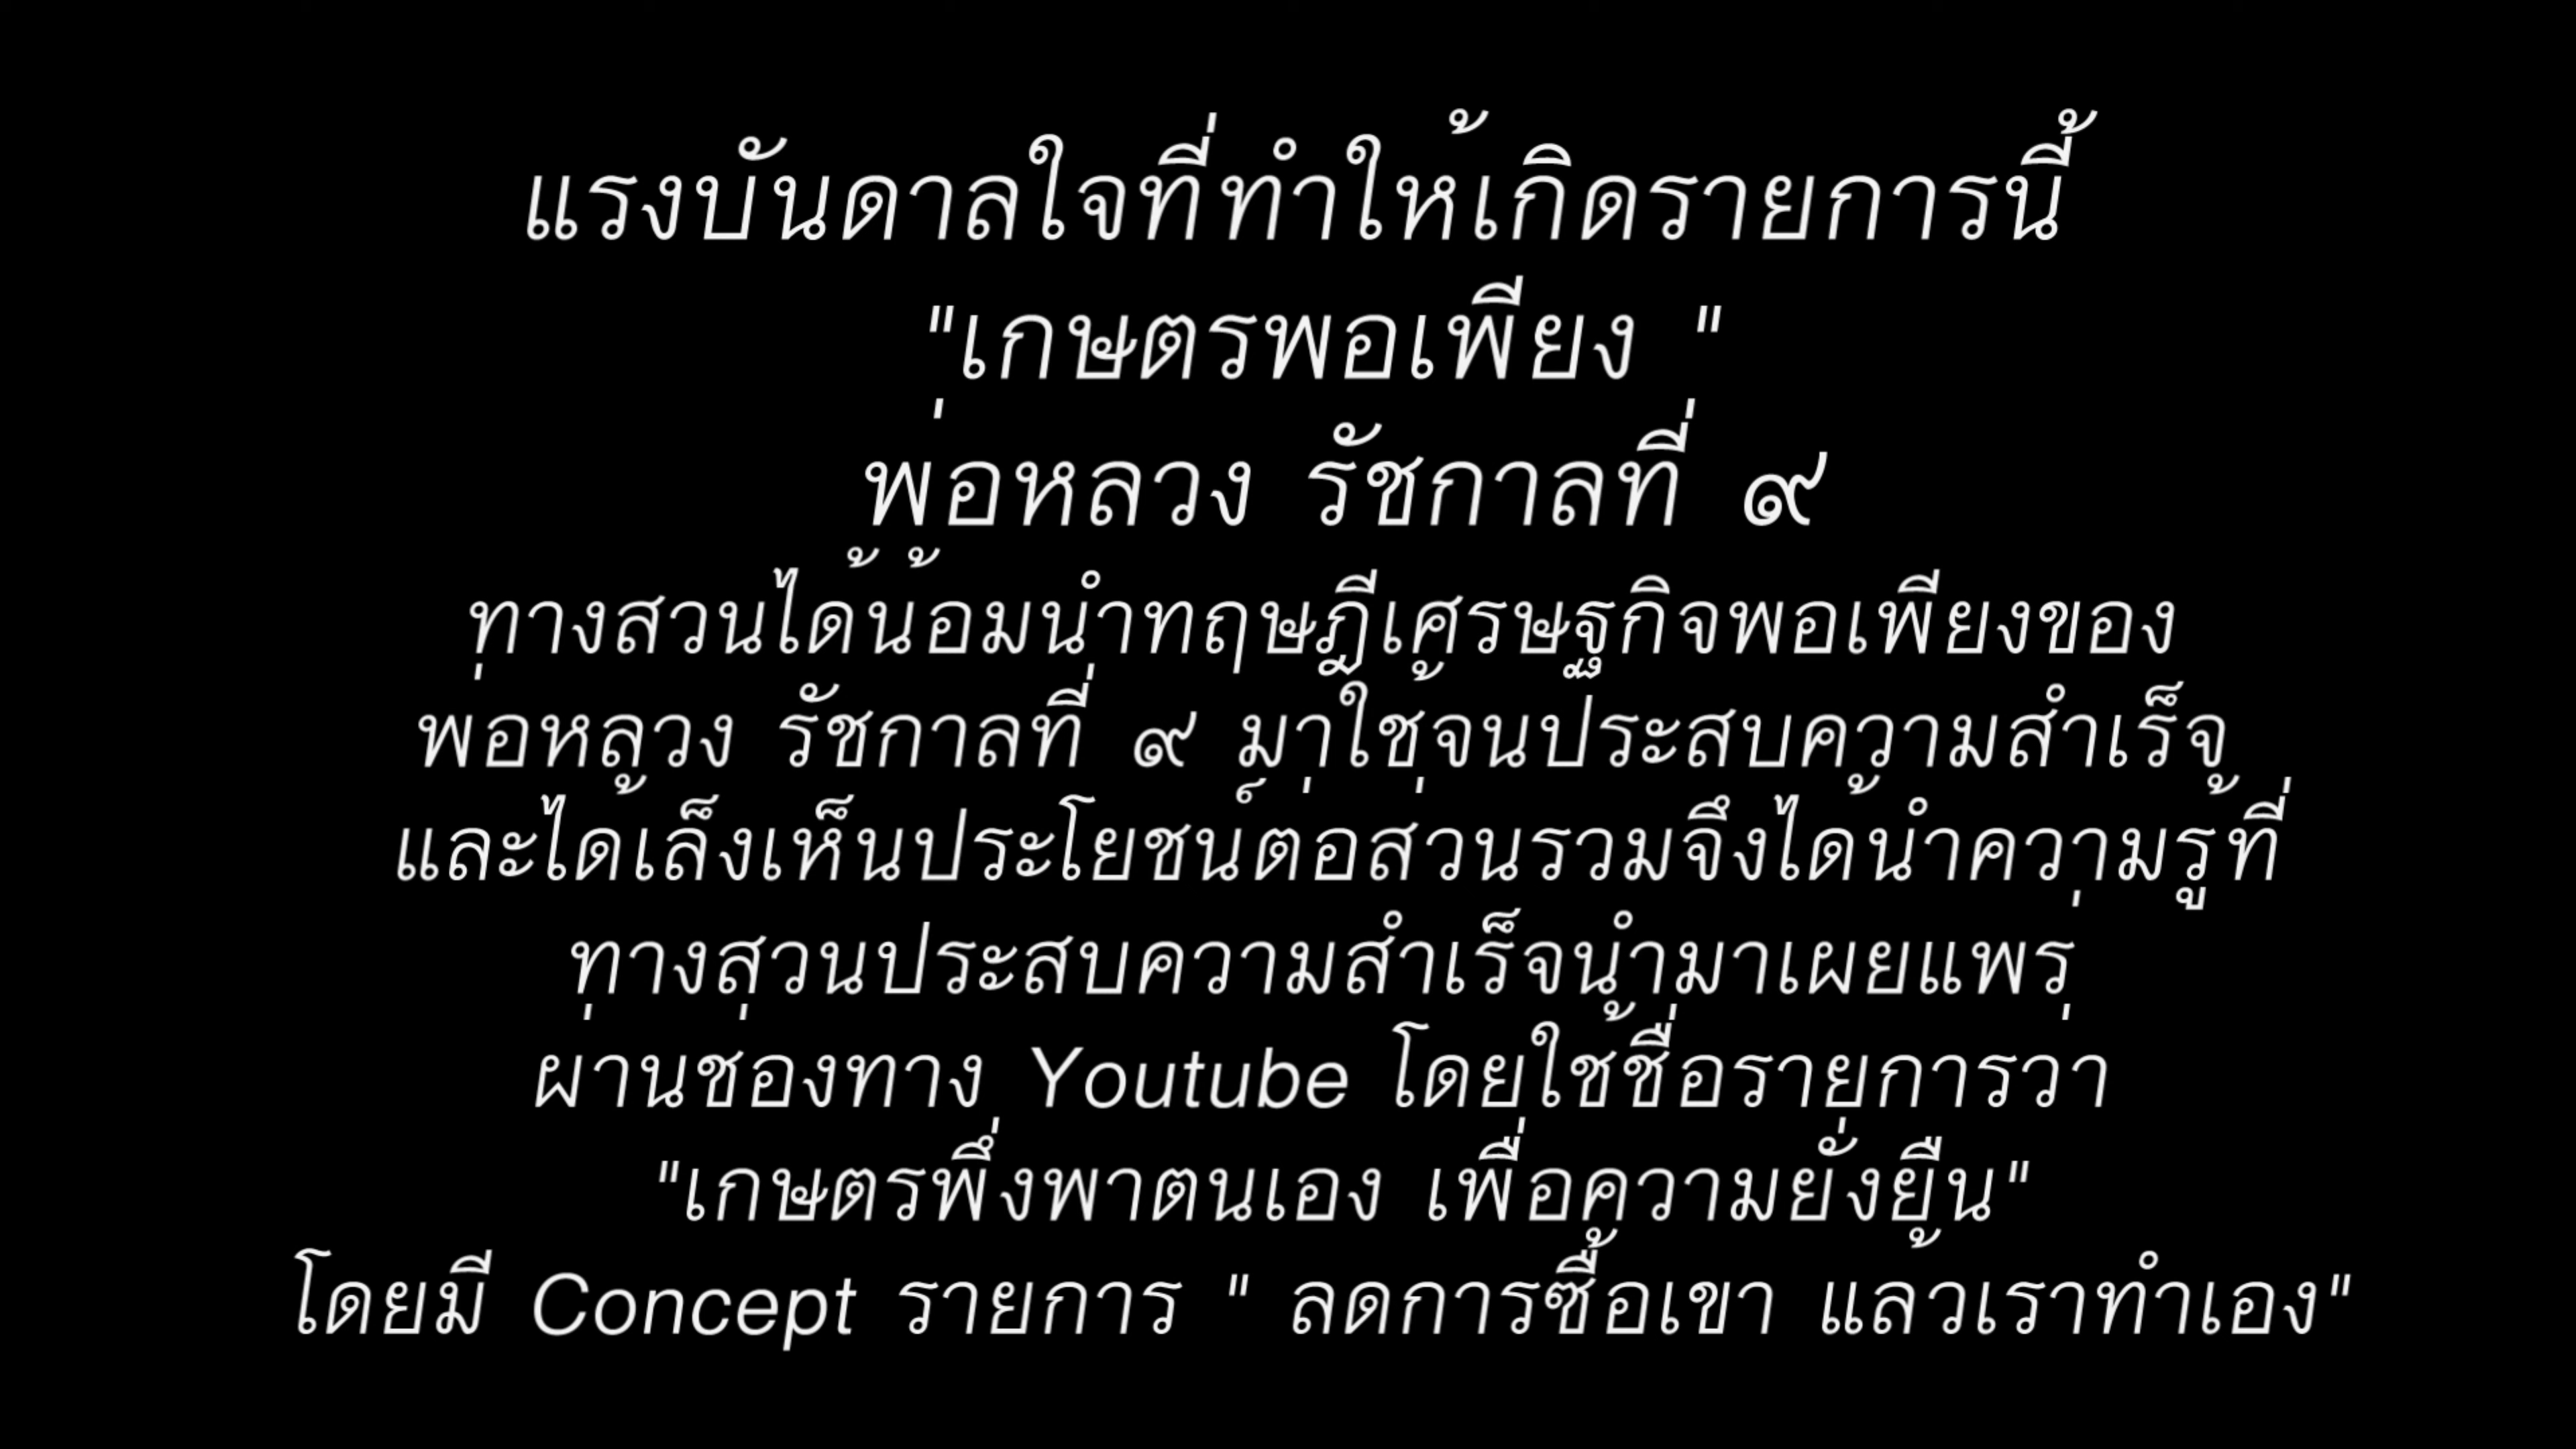 แรงบันดาลใจที่ทำให้เกิดรายการนี้
"เกษตรพอเพียง "
พ่อหลวง รัชกาลที่ ๙
ทางสวนได้น้อมนำทฤษฎีเศรษฐกิจพอเพียงของ
พ่อหลวง รัชกาลที่ ๙ มาใช้จนประสบความสำเร็จ
และได้เล็งเห็นประโยชน์ต่อส่วนรวมจึงได้นำความรู้ที่
ทางสวนประสบความสำเร็จนำมาเผยแพร่
ผ่านช่องทาง Youtube โดยใช้ชื่อรายการว่า
"เกษตรพึ่งพาตนเอง เพื่อความยั่งยืน"
โดยมี Concept รายการ " ลดการซื้อเขา แล้วเราทำเอง"